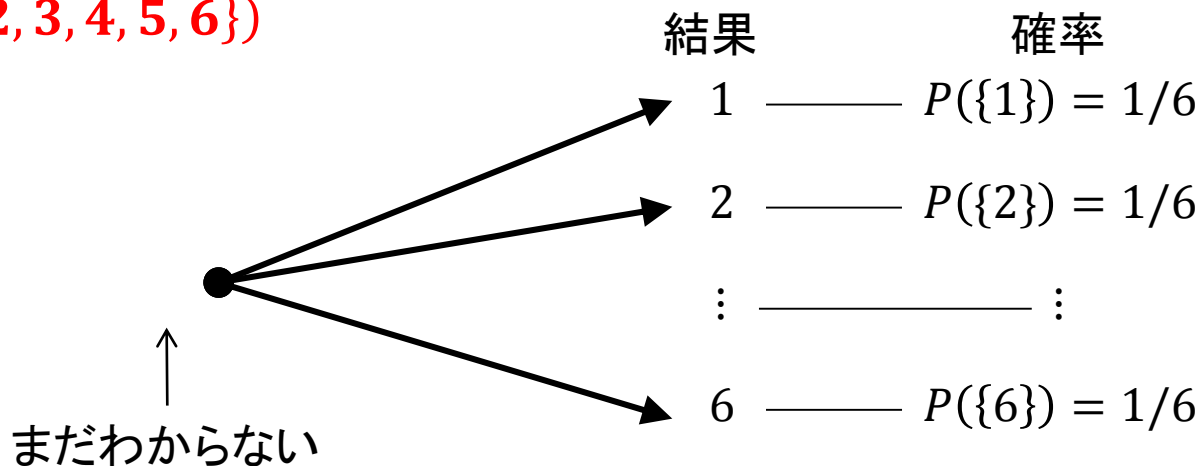 2, 3, 4, 5, 6})
結果 確率
1 P({1}) = 1/6
2 P({2}) = 1/6
⋮ ⋮
6 P({6}) = 1/6
まだわからない